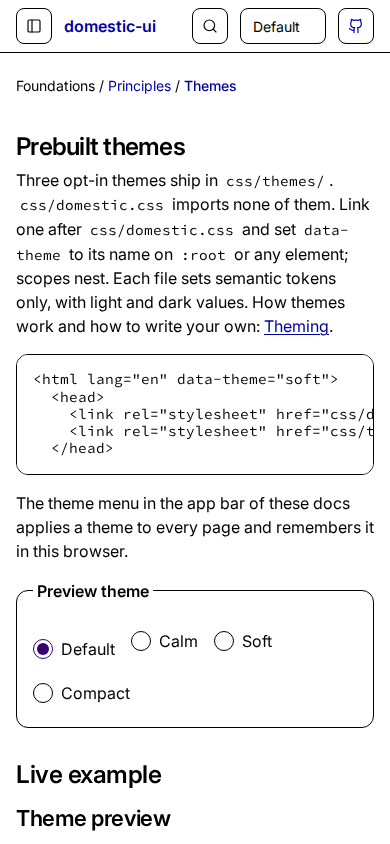 domestic-ui
Default
Foundations / Principles / Themes
Prebuilt themes
Three opt-in themes ship in css/themes/ .
css/domestic.css imports none of them. Link
one after css/domestic.css and set data-
theme to its name on :root or any element;
scopes nest. Each file sets semantic tokens
only, with light and dark values. How themes
work and how to write your own: Theming.
<html lang="en" data-theme="soft">
<head>
<link rel="stylesheet" href="css/d
<link rel="stylesheet" href="css/t
</head>
The theme menu in the app bar of these docs
applies a theme to every page and remembers it
in this browser.
Preview theme
Default
Calm
Soft
Compact
Live example
Theme preview